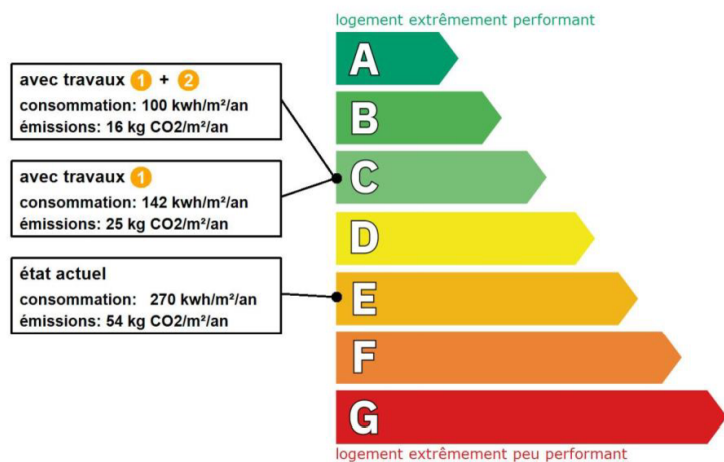 logement extrêmement performant
avec travaux 1 + 2
consommation: 100 kwh/m²/an
émissions: 16 kg CO2/m²/an
avec travaux 1
consommation: 142 kwh/m²/an
émissions: 25 kg CO2/m²/an
état actuel
consommation: 270 kwh/m²/an
émissions: 54 kg CO2/m²/an
A
B
C
D
E
F
G
logement extrêmement peu performant